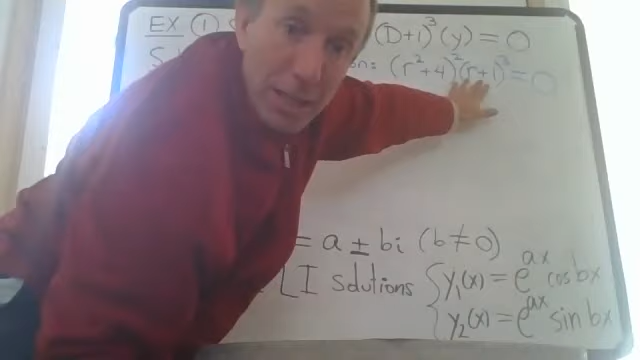 EX ① (D+1)³(y) = 0
on: (r²+4)²(r+1)³ = 0
= a ± bi (b ≠ 0)
LI solutions { y₁(x) = e^{ax} cos bx
y₂(x) = e^{ax} sin bx